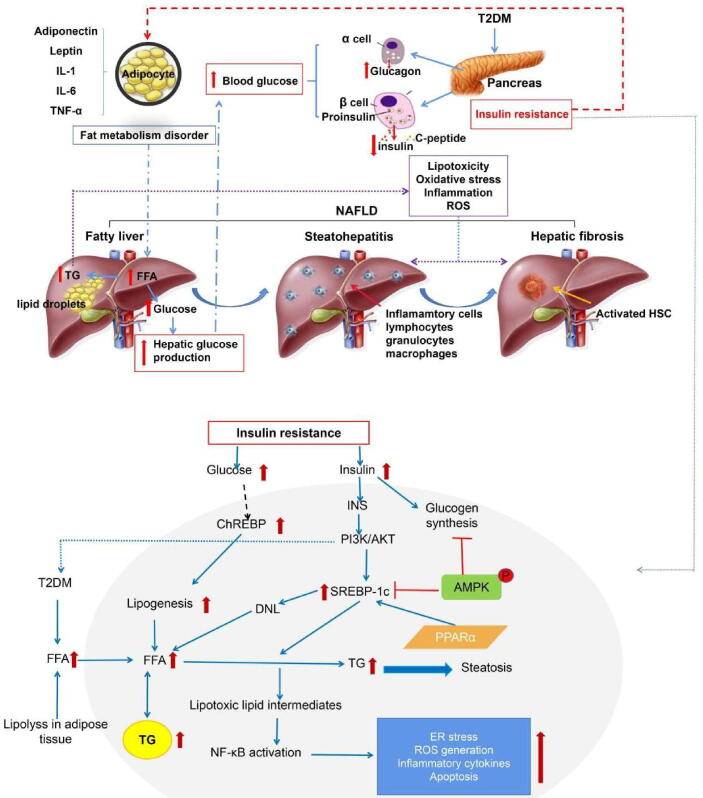 Adiponectin
Leptin
IL-1
IL-6
TNF-α
Adipocyte
Fat metabolism disorder
Blood glucose
α cell
Glucagon
β cell
Proinsulin
C-peptide
insulin
T2DM
Pancreas
Insulin resistance
Lipotoxicity
Oxidative stress
Inflammation
ROS
NAFLD
Fatty liver
Steatohepatitis
Hepatic fibrosis
TG
FFA
lipid droplets
Glucose
Hepatic glucose
production
Inflamamtory cells
lymphocytes
granulocytes
macrophages
Activated HSC
Insulin resistance
Glucose
Insulin
INS
Glucogen
synthesis
ChREBP
PI3K/AKT
T2DM
AMPK
P
SREBP-1c
Lipogenesis
DNL
PPARα
FFA
FFA
TG
Steatosis
Lipolyss in adipose
tissue
TG
Lipotoxic lipid intermediates
NF-κB activation
ER stress
ROS generation
Inflammatory cytokines
Apoptosis